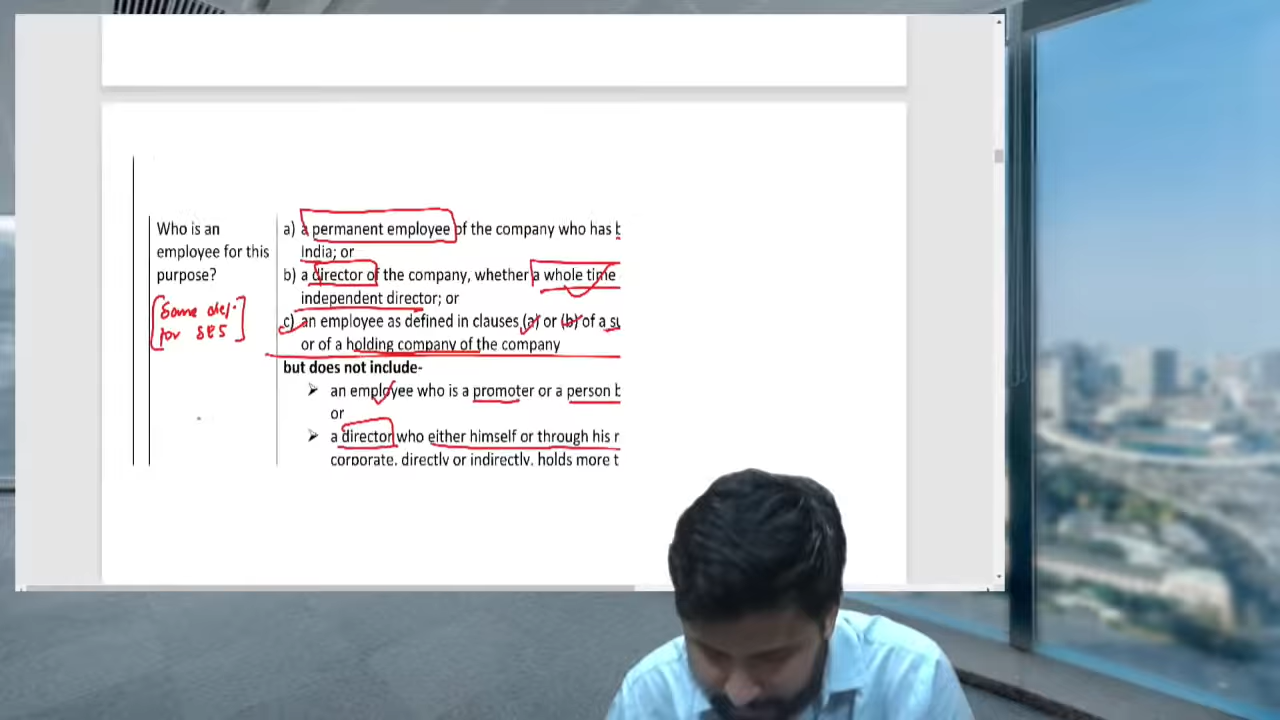 Who is an
employee for this
purpose?
[Same def.
for SES]
a) a permanent employee of the company who has
India; or
b) a director of the company, whether a whole time
independent director; or
c) an employee as defined in clauses (a) or (b) of a
or of a holding company of the company
but does not include-
➢ an employee who is a promoter or a person
or
➢ a director who either himself or through his
corporate, directly or indirectly, holds more